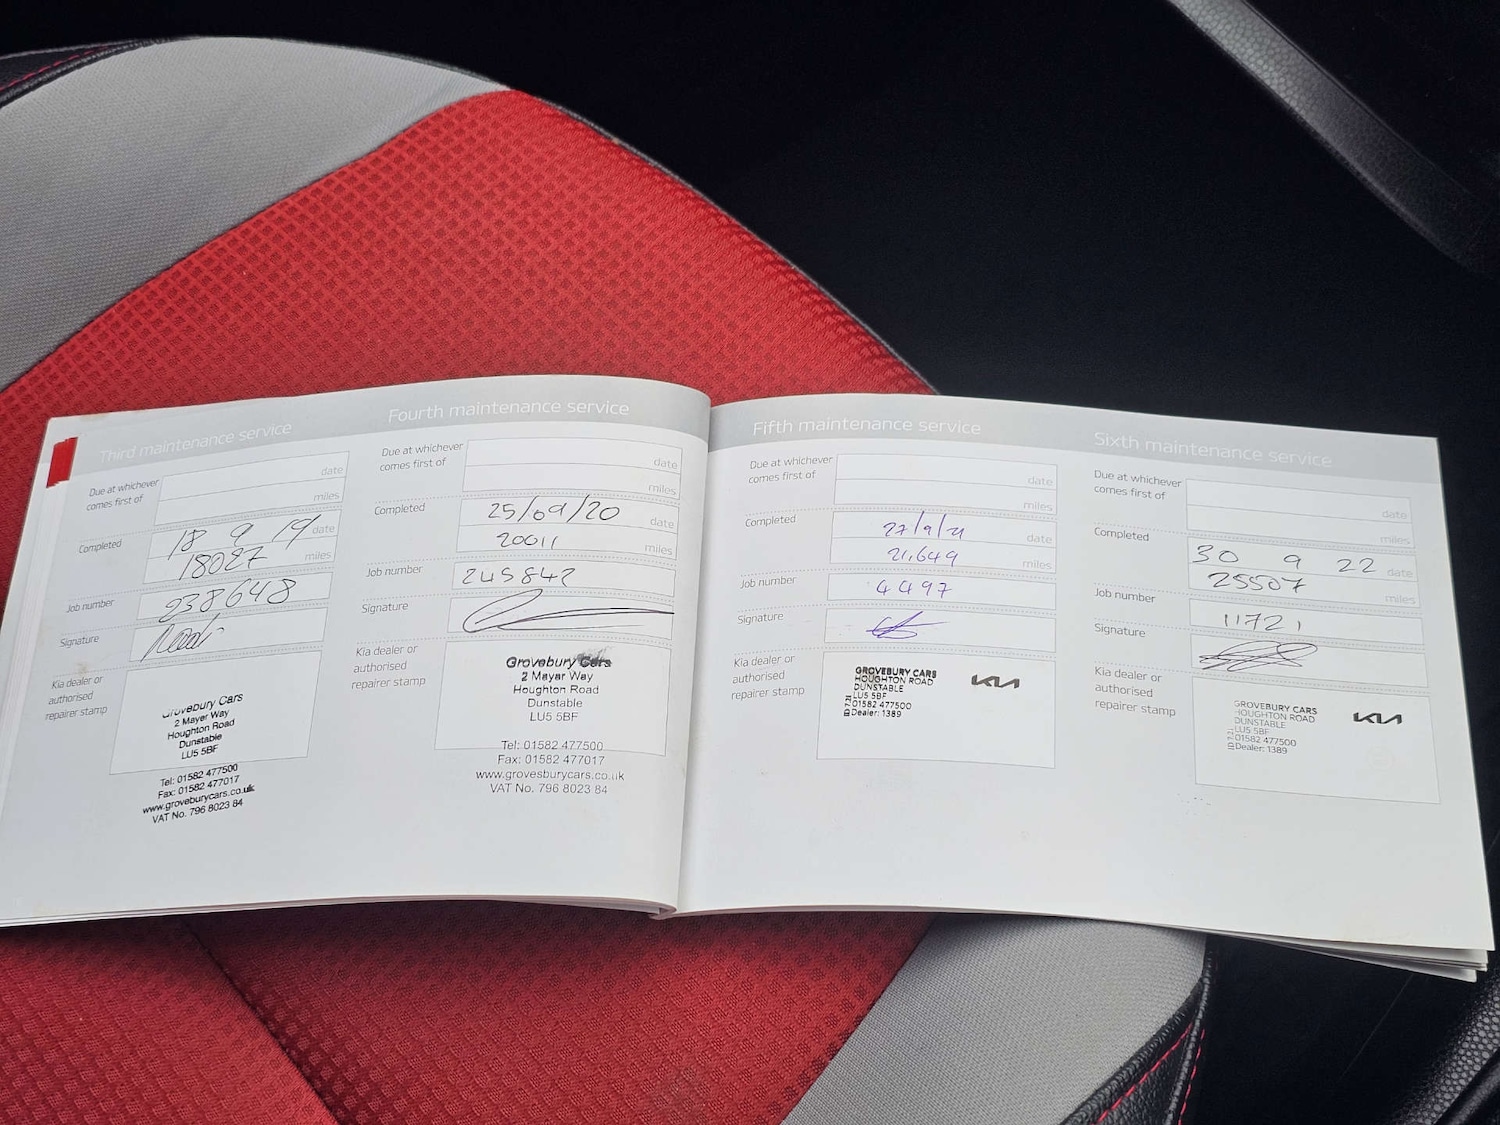 Third maintenance service
Due at whichever
comes first of
date
miles
Completed
18 9 19 date
18027 miles
Job number
238648
Signature
Kia dealer or
authorised
repairer stamp
Grovebury Cars
2 Mayer Way
Houghton Road
Dunstable
LU5 5BF
Tel: 01582 477500
Fax: 01582 477017
www.groveburycars.co.uk
VAT No. 796 8023 84
Fourth maintenance service
Due at whichever
comes first of
date
miles
Completed
25/09/20 date
20011 miles
Job number
245842
Signature
Kia dealer or
authorised
repairer stamp
Grovebury Cars
2 Mayer Way
Houghton Road
Dunstable
LU5 5BF
Tel: 01582 477500
Fax: 01582 477017
www.grovesburycars.co.uk
VAT No. 796 8023 84
Fifth maintenance service
Due at whichever
comes first of
date
miles
Completed
27/9/21 date
21,649 miles
Job number
4497
Signature
Kia dealer or
authorised
repairer stamp
GROVEBURY CARS
HOUGHTON ROAD
DUNSTABLE
LU5 5BF
01582 477500
Dealer: 1389
KIA
Sixth maintenance service
Due at whichever
comes first of
date
miles
Completed
30 9 22 date
25507 miles
Job number
11721
Signature
Kia dealer or
authorised
repairer stamp
GROVEBURY CARS
HOUGHTON ROAD
DUNSTABLE
LU5 5BF
01582 477500
Dealer: 1389
KIA